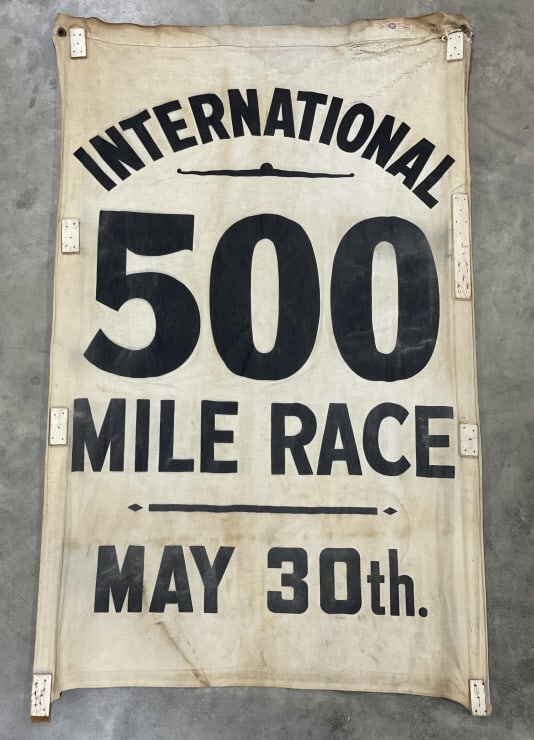 INTERNATIONAL
500
MILE RACE
MAY 30th.